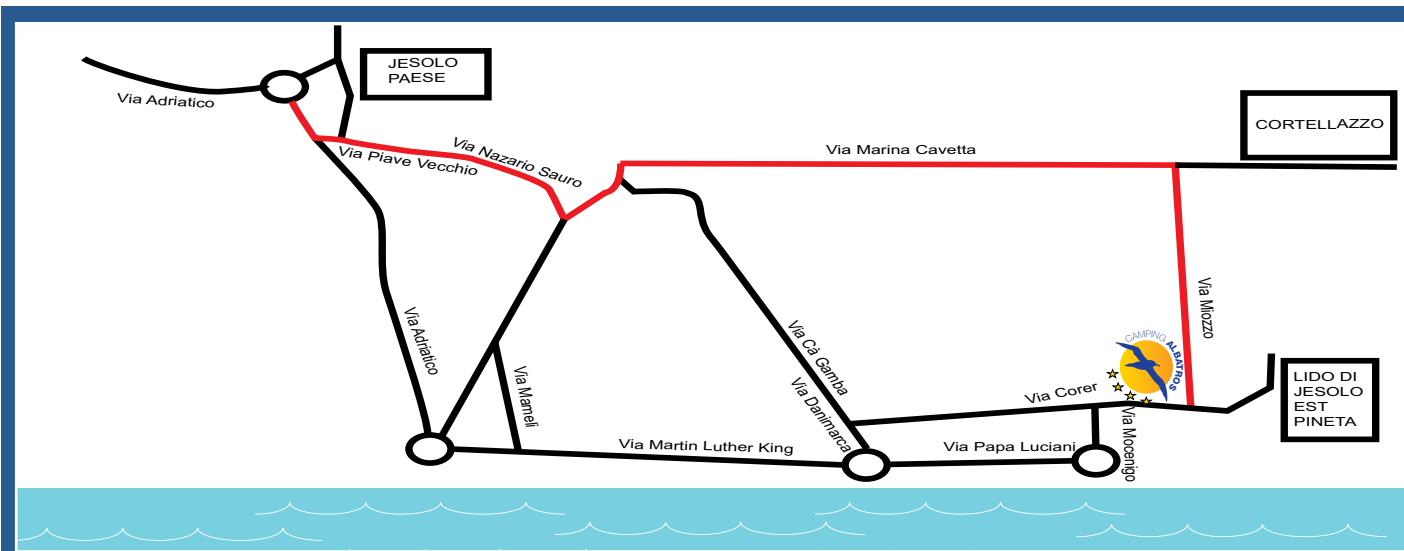 JESOLO
PAESE
Via Adriatico
Via Piave Vecchio
Via Nazario Sauro
Via Marina Cavetta
CORTELLAZZO
Via Adriatico
Via Mameli
Via Cà Gamba
Via Danimarca
Via Miozzo
CAMPING
ALBATROS
Via Corer
Via Mocenigo
LIDO DI
JESOLO
EST
PINETA
Via Martin Luther King
Via Papa Luciani